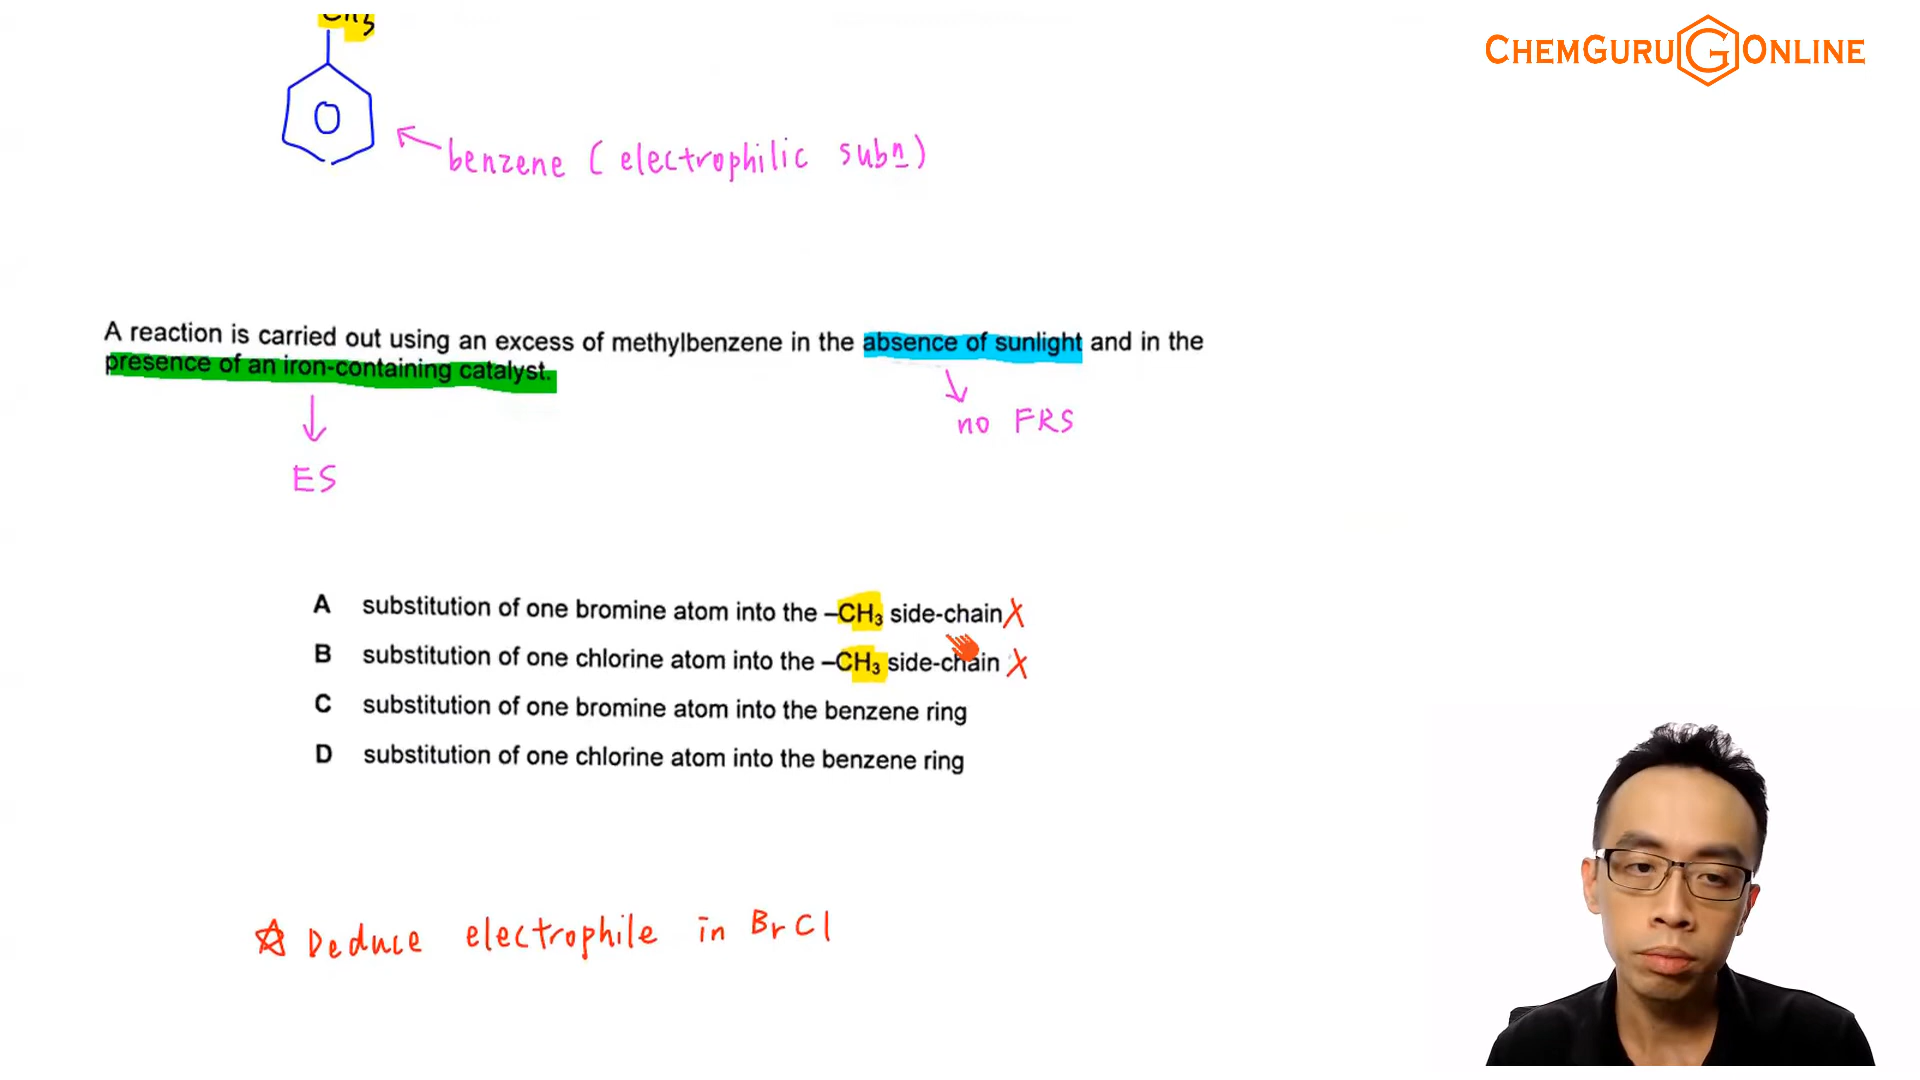 CHEMGURU G ONLINE
CH3
benzene (electrophilic subn)
A reaction is carried out using an excess of methylbenzene in the absence of sunlight and in the
presence of an iron-containing catalyst.
no FRS
ES
A substitution of one bromine atom into the –CH₃ side-chain X
B substitution of one chlorine atom into the –CH₃ side-chain X
C substitution of one bromine atom into the benzene ring
D substitution of one chlorine atom into the benzene ring
☆ Deduce electrophile in BrCl